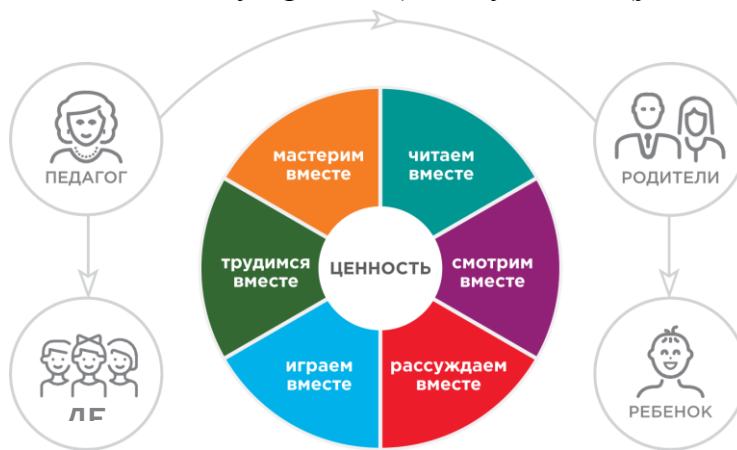 ПЕДАГОГ
РОДИТЕЛИ
мастерим
вместе
читаем
вместе
трудимся
вместе
ЦЕННОСТЬ
смотрим
вместе
играем
вместе
рассуждаем
вместе
РЕБЕНОК